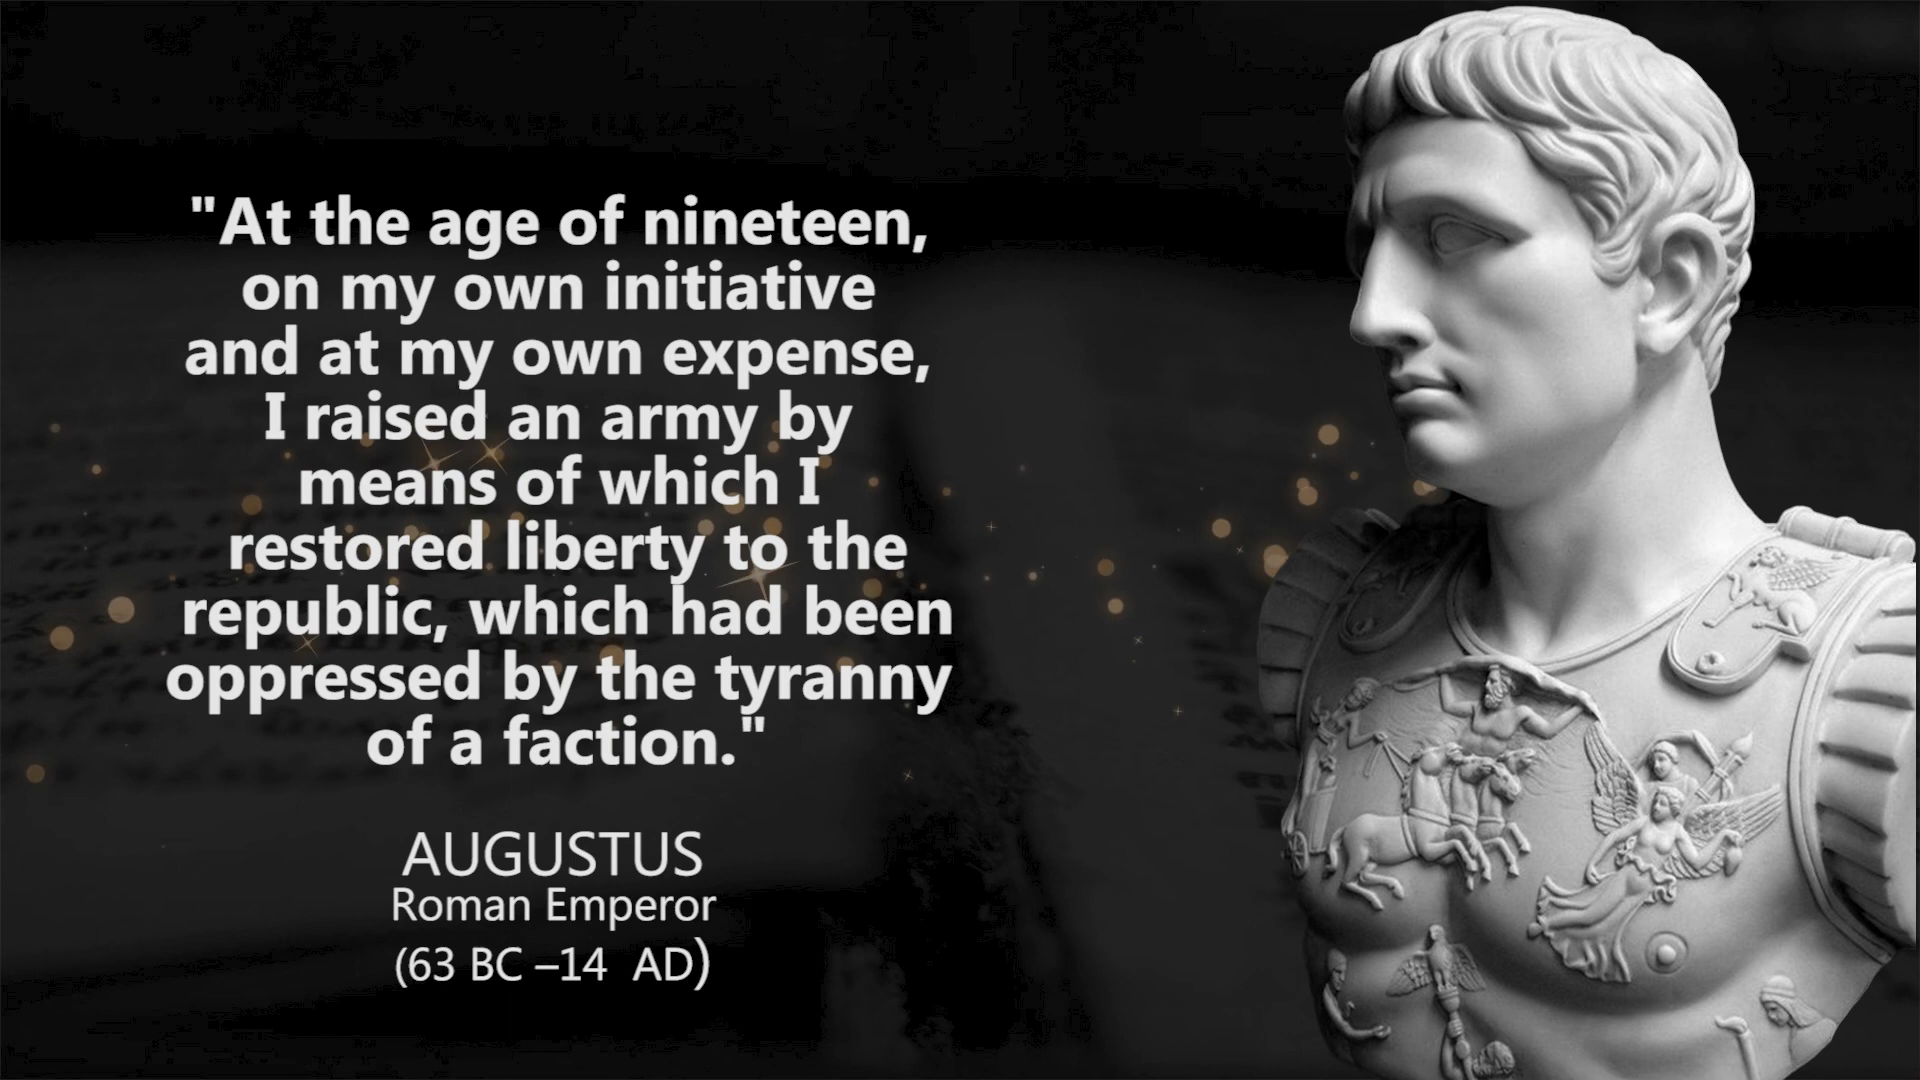 "At the age of nineteen,
on my own initiative
and at my own expense,
I raised an army by
means of which I
restored liberty to the
republic, which had been
oppressed by the tyranny
of a faction."
AUGUSTUS
Roman Emperor
(63 BC –14  AD)